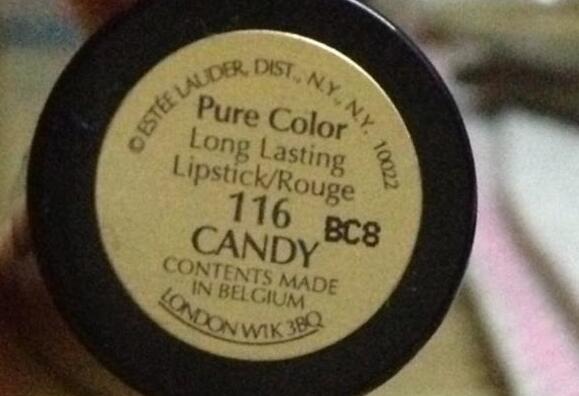 ©ESTÉE LAUDER, DIST., N.Y., N.Y. 10022
Pure Color
Long Lasting
Lipstick/Rouge
116
BC8
CANDY
CONTENTS MADE
IN BELGIUM
LONDON W1K 3BQ